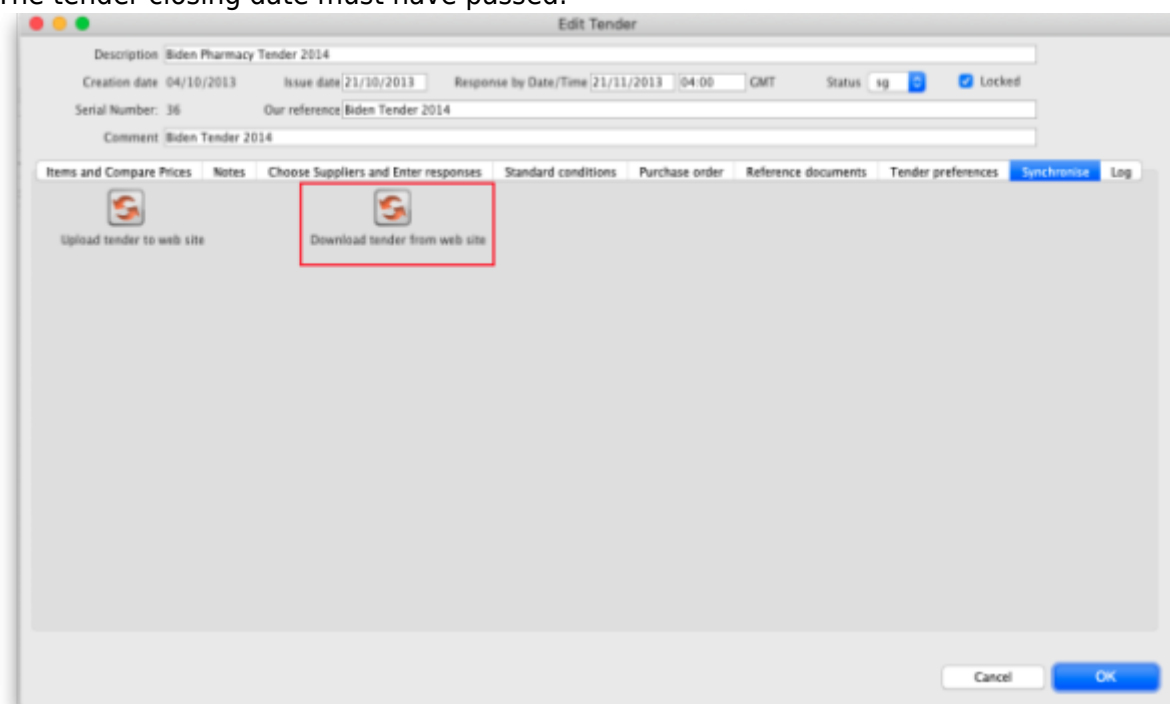 The tender closing date must have passed.
Edit Tender
Description Biden Pharmacy Tender 2014
Creation date 04/10/2013 Issue date 21/10/2013 Response by Date/Time 21/11/2013 04:00 GMT Status sg Locked
Serial Number: 36 Our reference Biden Tender 2014
Comment Biden Tender 2014
Items and Compare Prices Notes Choose Suppliers and Enter responses Standard conditions Purchase order Reference documents Tender preferences Synchronise Log
Upload tender to web site Download tender from web site
Cancel OK